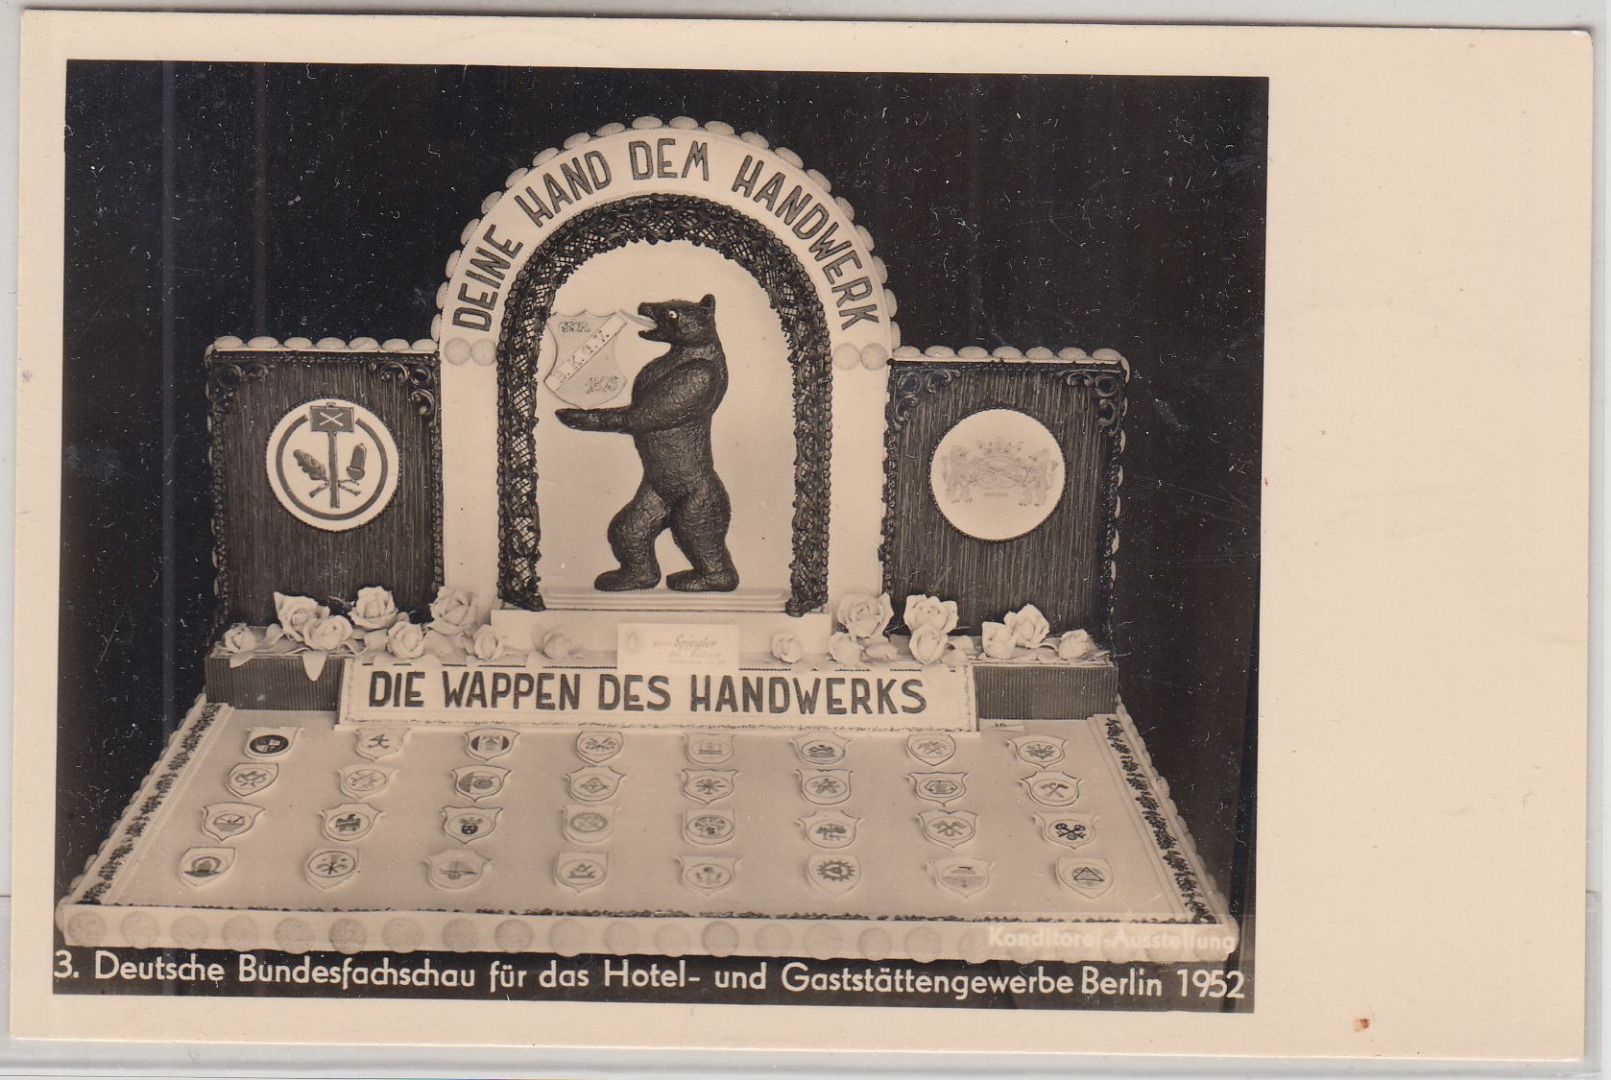 DEINE HAND DEM HANDWERK
Spiegler
DIE WAPPEN DES HANDWERKS
Konditorei-Ausstellung
3. Deutsche Bundesfachschau für das Hotel- und Gaststättengewerbe Berlin 1952